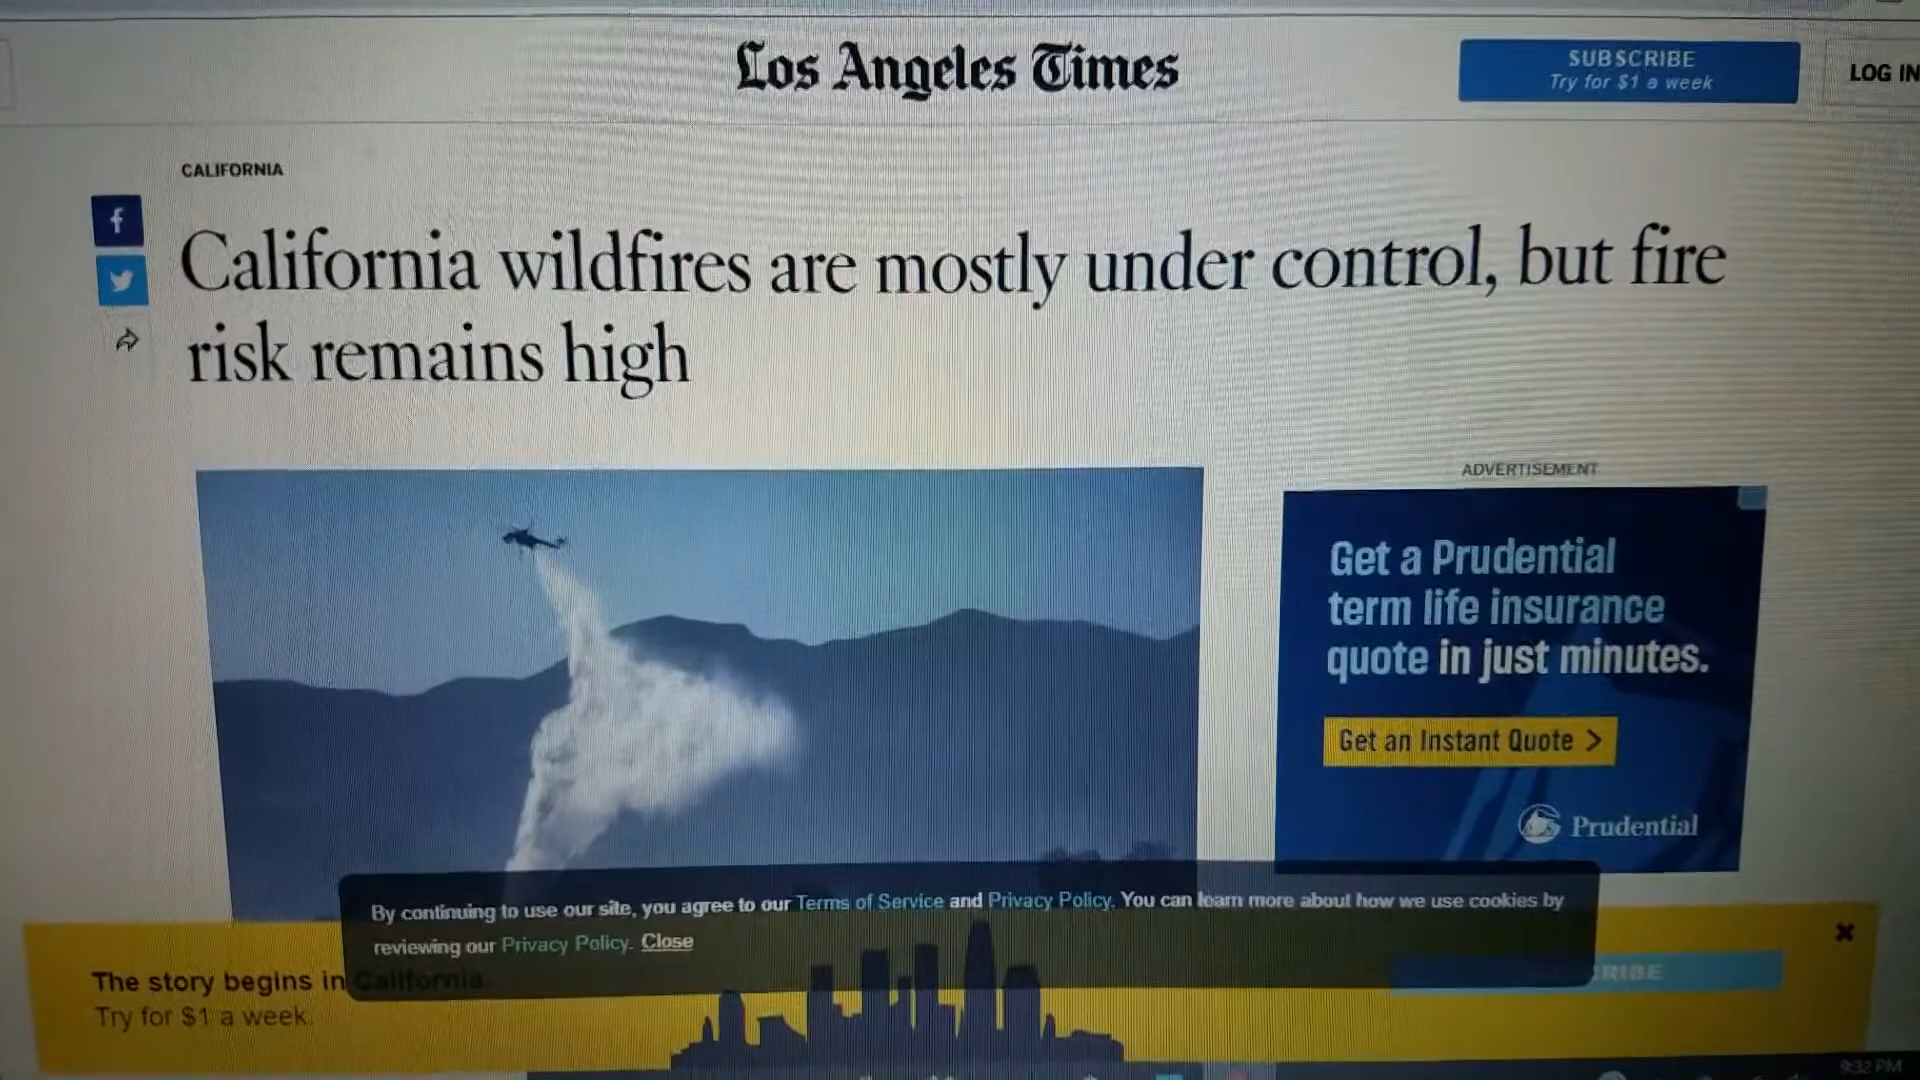 Los Angeles Times
SUBSCRIBE
Try for $1 a week
LOG IN
CALIFORNIA
California wildfires are mostly under control, but fire
risk remains high
ADVERTISEMENT
Get a Prudential
term life insurance
quote in just minutes.
Get an Instant Quote >
Prudential
By continuing to use our site, you agree to our Terms of Service and Privacy Policy. You can learn more about how we use cookies by
reviewing our Privacy Policy. Close
The story begins in California.
Try for $1 a week.
9:32 PM